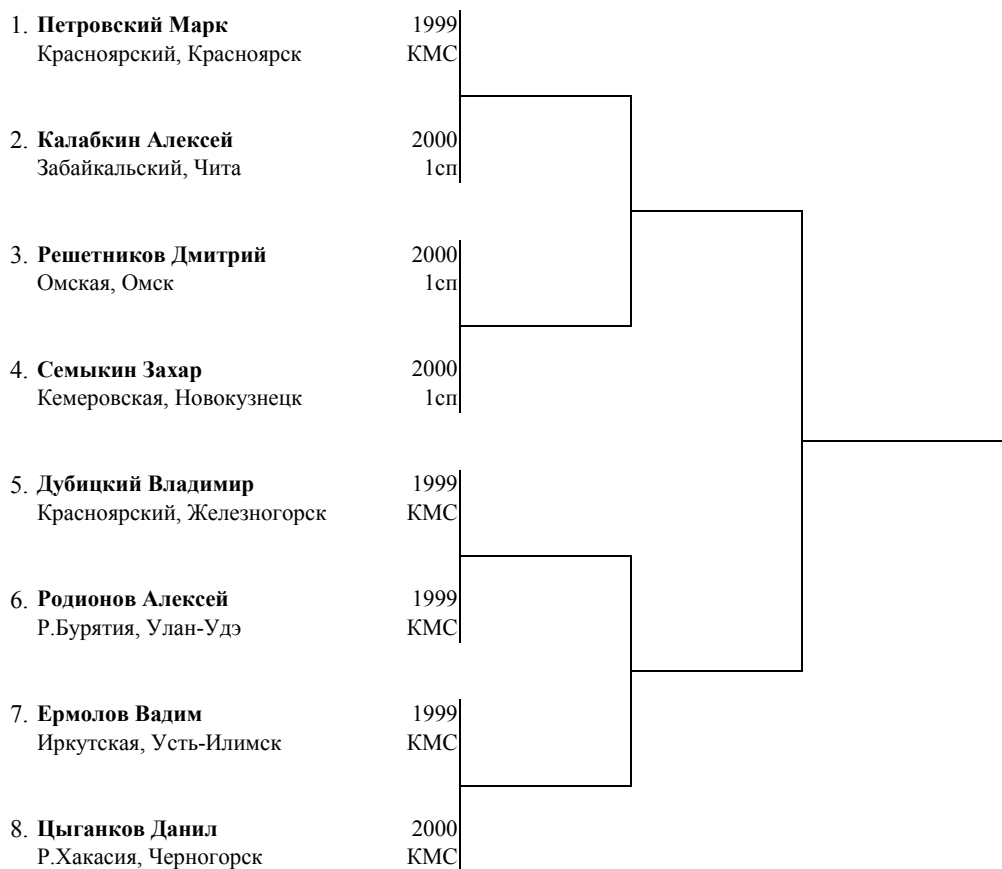 1. Петровский Марк 1999
Красноярский, Красноярск КМС
2. Калабкин Алексей 2000
Забайкальский, Чита 1сп
3. Решетников Дмитрий 2000
Омская, Омск 1сп
4. Семыкин Захар 2000
Кемеровская, Новокузнецк 1сп
5. Дубицкий Владимир 1999
Красноярский, Железногорск КМС
6. Родионов Алексей 1999
Р.Бурятия, Улан-Удэ КМС
7. Ермолов Вадим 1999
Иркутская, Усть-Илимск КМС
8. Цыганков Данил 2000
Р.Хакасия, Черногорск КМС